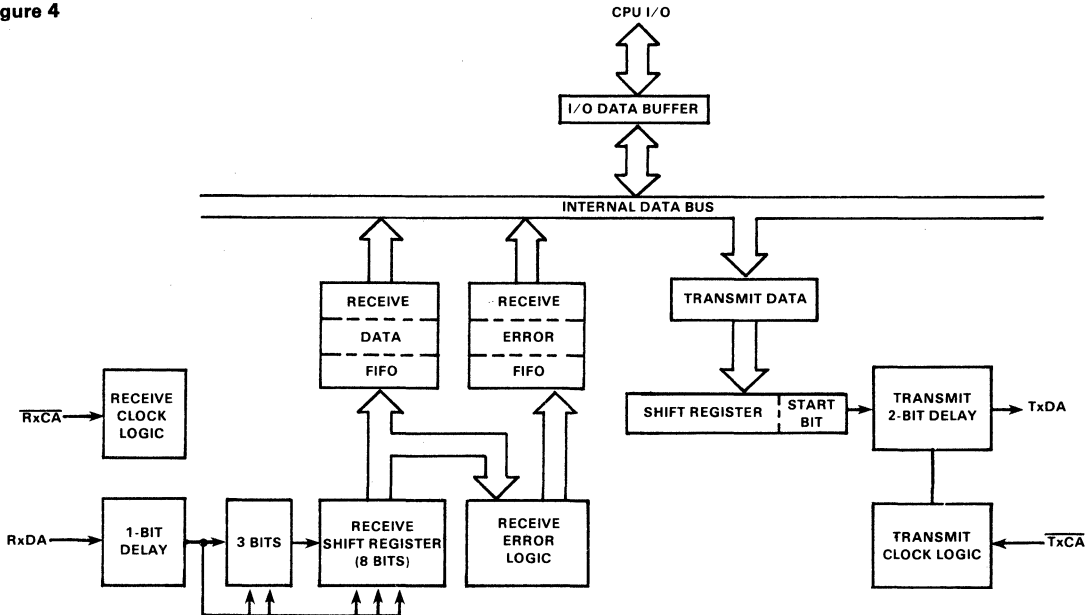 gure 4
CPU I/O
I/O DATA BUFFER
INTERNAL DATA BUS
RECEIVE
DATA
FIFO
RECEIVE
ERROR
FIFO
TRANSMIT DATA
RxCA
RECEIVE
CLOCK
LOGIC
SHIFT REGISTER
START
BIT
TRANSMIT
2-BIT DELAY
TxDA
RxDA
1-BIT
DELAY
3 BITS
RECEIVE
SHIFT REGISTER
(8 BITS)
RECEIVE
ERROR
LOGIC
TRANSMIT
CLOCK LOGIC
TxCA